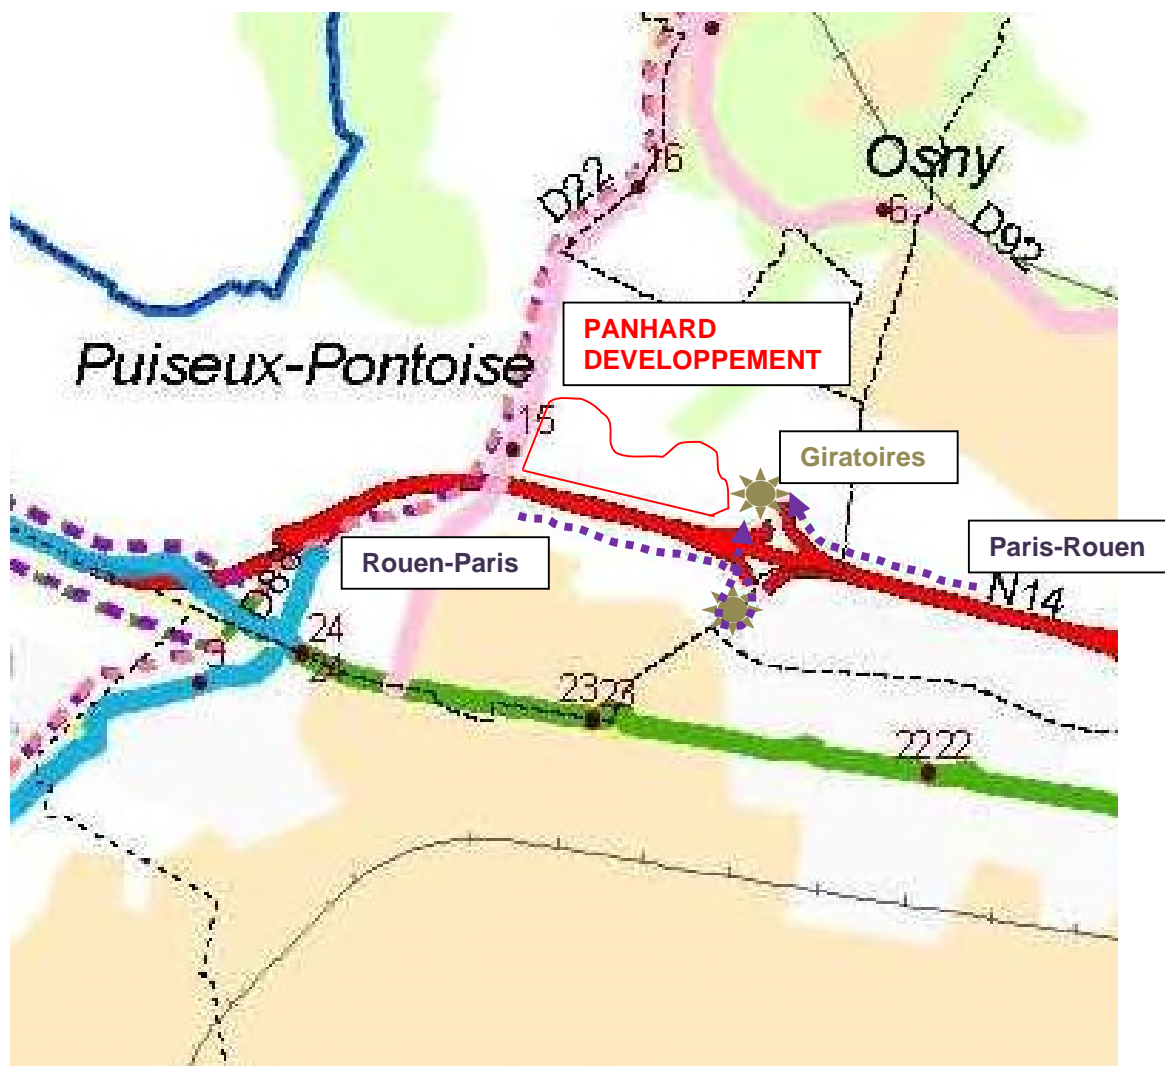 16
Osny
D22
6
D92
PANHARD
DEVELOPPEMENT
Puiseux-Pontoise
15
Giratoires
Rouen-Paris
Paris-Rouen
N14
24
23
22 22